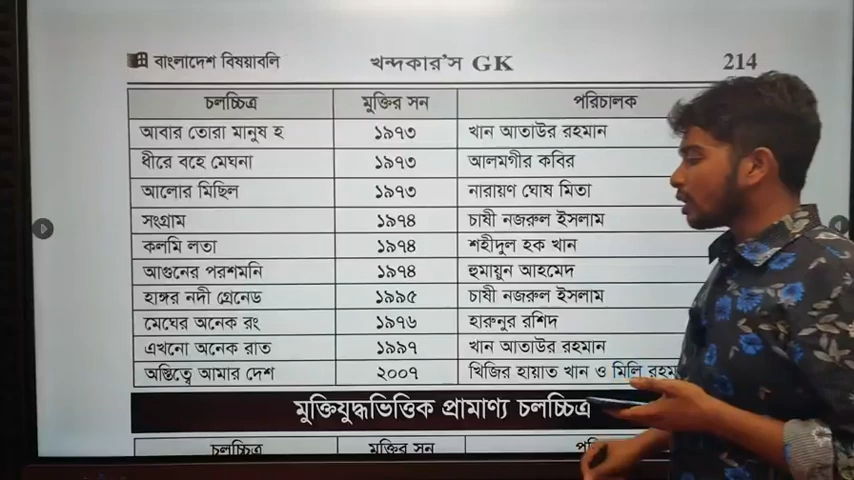 বাংলাদেশ বিষয়াবলি খন্দকার'স GK 214
চলচ্চিত্র মুক্তির সন পরিচালক
আবার তোরা মানুষ হ ১৯৭৩ খান আতাউর রহমান
ধীরে বহে মেঘনা ১৯৭৩ আলমগীর কবির
আলোর মিছিল ১৯৭৩ নারায়ণ ঘোষ মিতা
সংগ্রাম ১৯৭৪ চাষী নজরুল ইসলাম
কলমি লতা ১৯৭৪ শহীদুল হক খান
আগুনের পরশমনি ১৯৭৪ হুমায়ুন আহমেদ
হাঙ্গর নদী গ্রেনেড ১৯৯৫ চাষী নজরুল ইসলাম
মেঘের অনেক রং ১৯৭৬ হারুনুর রশিদ
এখনো অনেক রাত ১৯৯৭ খান আতাউর রহমান
অস্তিত্বে আমার দেশ ২০০৭ খিজির হায়াত খান ও মিলি রহম
মুক্তিযুদ্ধভিত্তিক প্রামাণ্য চলচ্চিত্র
চলচ্চিত্র মুক্তির সন